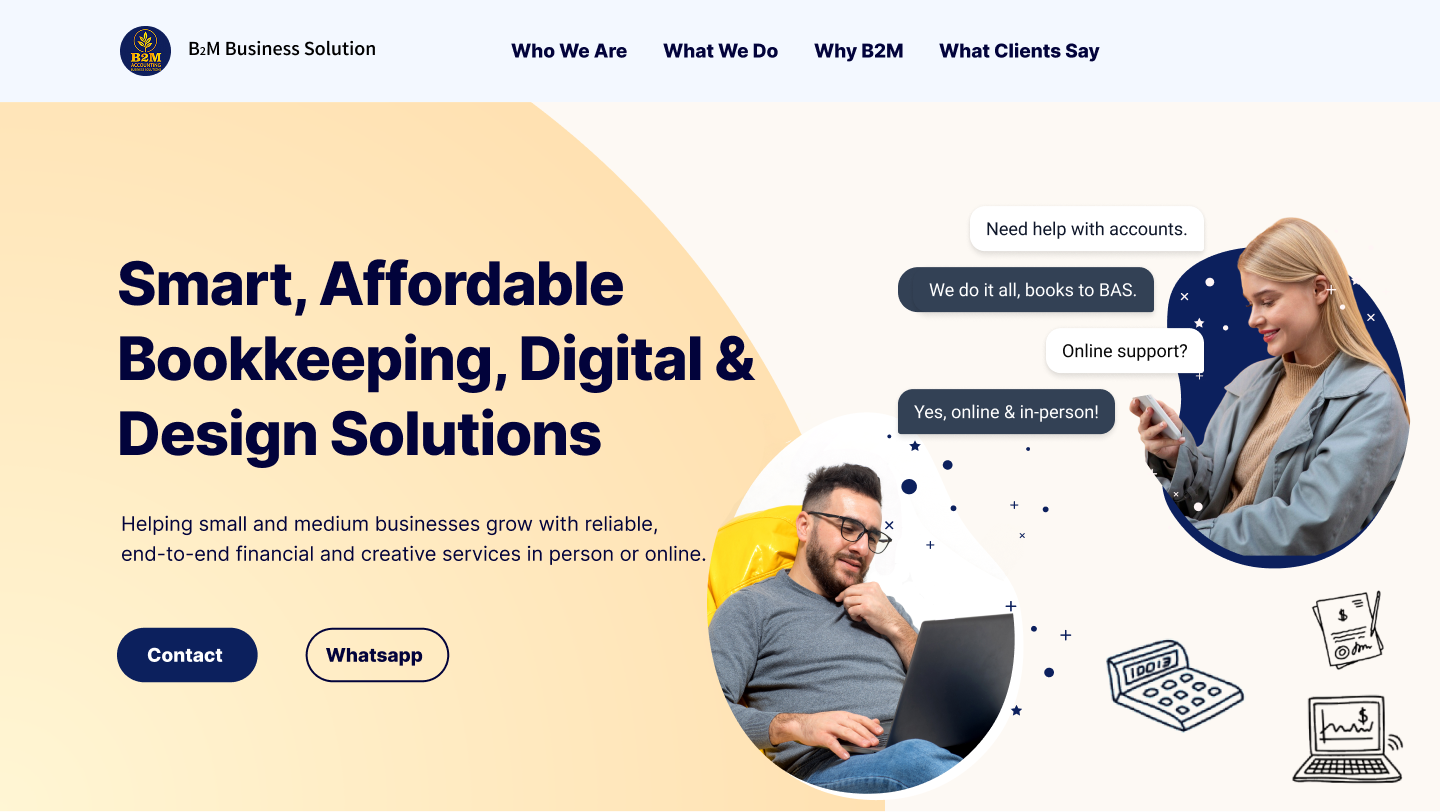 B2M
ACCOUNTING
BUSINESS SOLUTIONS
B2M Business Solution
Who We Are
What We Do
Why B2M
What Clients Say
Smart, Affordable
Bookkeeping, Digital &
Design Solutions
Helping small and medium businesses grow with reliable,
end-to-end financial and creative services in person or online.
Contact
Whatsapp
Need help with accounts.
We do it all, books to BAS.
Online support?
Yes, online & in-person!
$
10013
$